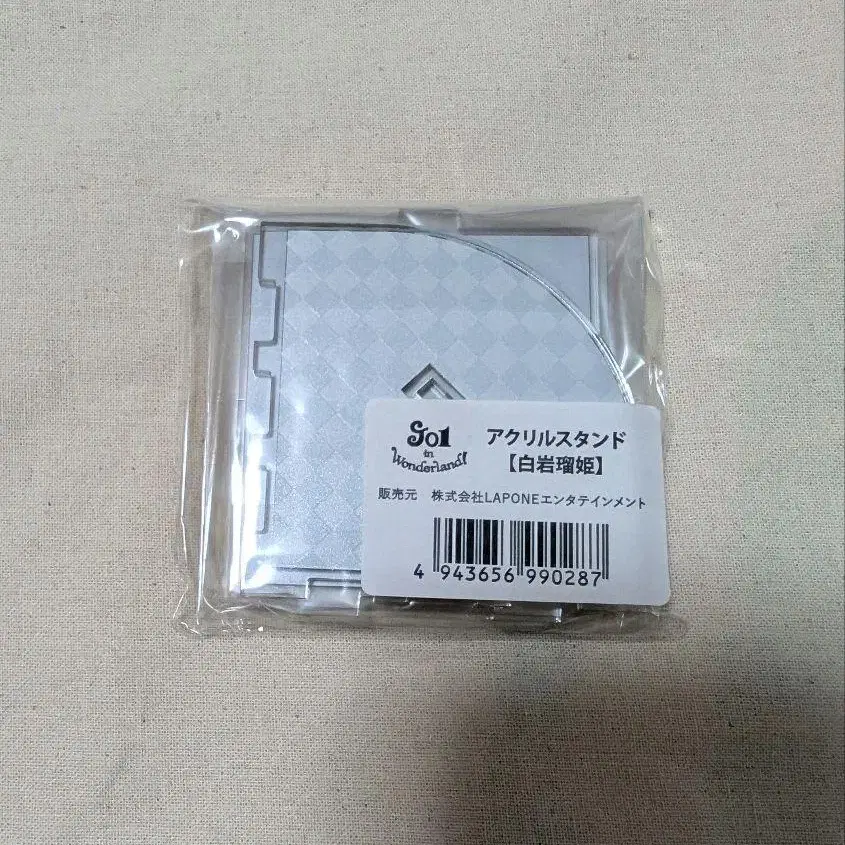 JO1
in
Wonderland!
アクリルスタンド
【白岩瑠姫】
販売元　株式会社LAPONEエンタテインメント
4 943656 990287